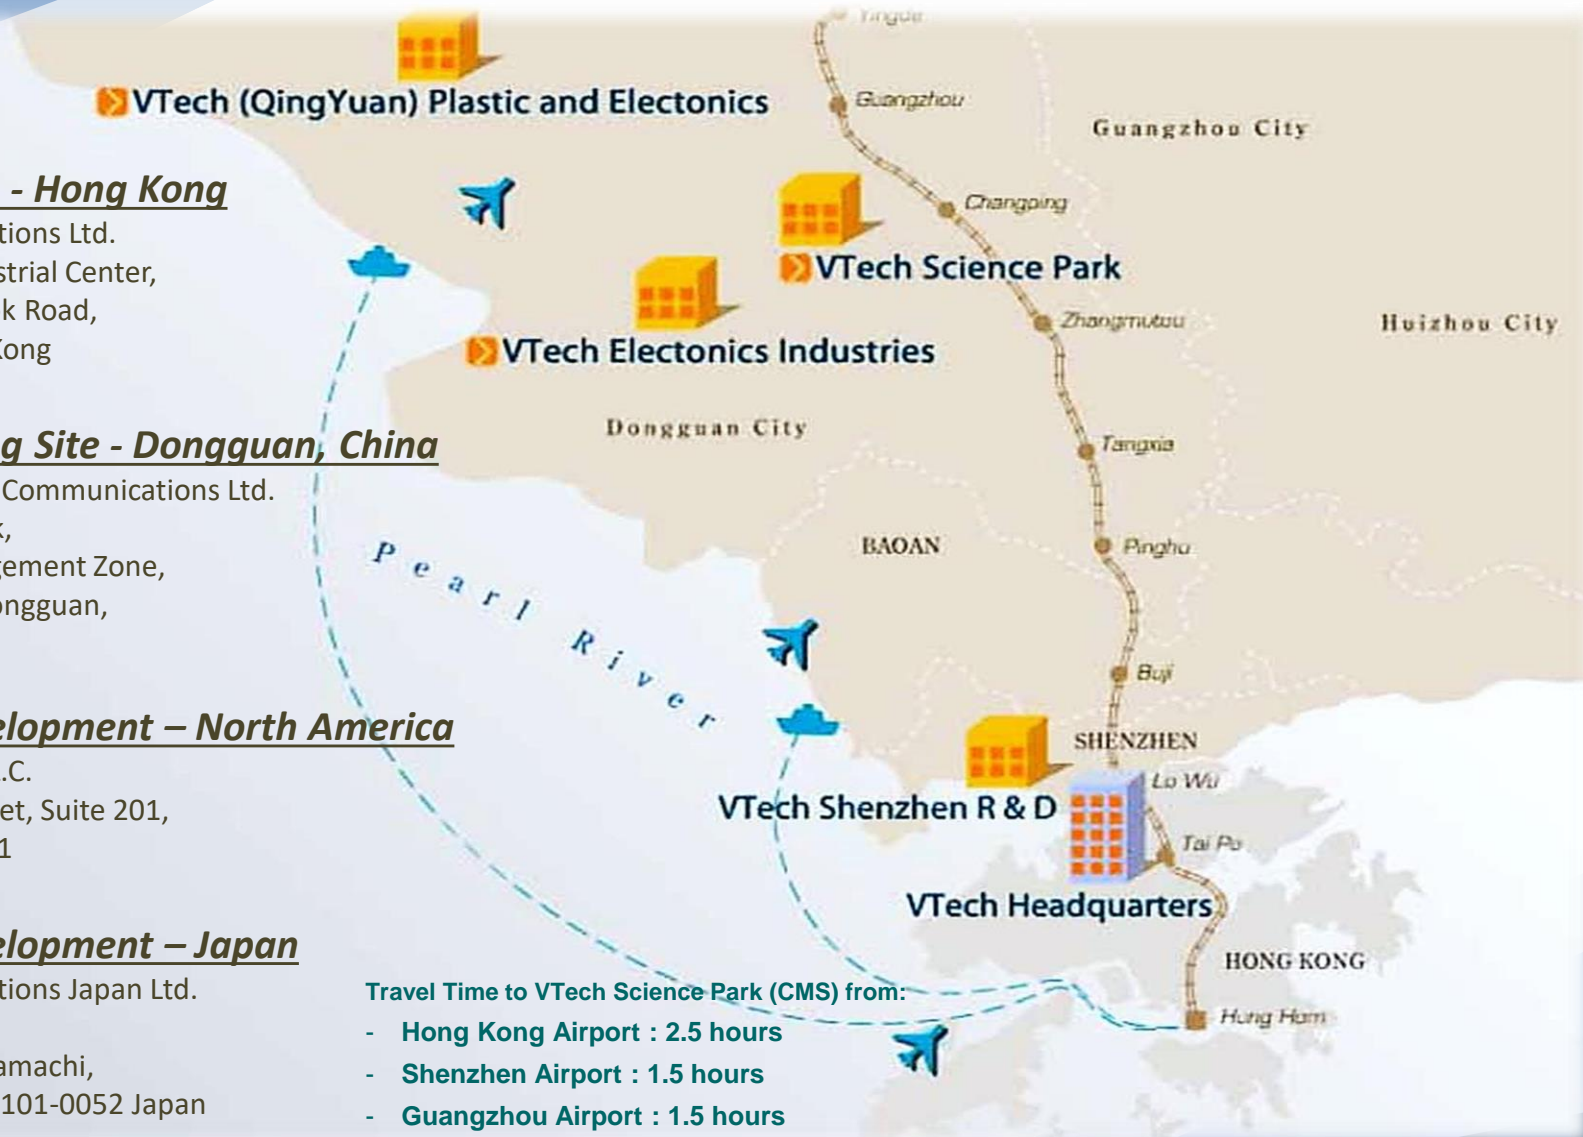 Yingde
VTech (QingYuan) Plastic and Electonics
Guangzhou
Guangzhou City
- Hong Kong
tions Ltd.
strial Center,
k Road,
Kong
Changping
VTech Science Park
Zhangmutou
Huizhou City
VTech Electonics Industries
Dongguan City
g Site - Dongguan, China
Communications Ltd.
k,
gement Zone,
ongguan,
Tangxia
BAOAN
Pinghu
Pearl River
Buji
elopment – North America
.C.
et, Suite 201,
1
SHENZHEN
Lo Wu
VTech Shenzhen R & D
Tai Po
VTech Headquarters
elopment – Japan
tions Japan Ltd.
amachi,
101-0052 Japan
HONG KONG
Hung Hom
Travel Time to VTech Science Park (CMS) from:
- Hong Kong Airport : 2.5 hours
- Shenzhen Airport : 1.5 hours
- Guangzhou Airport : 1.5 hours